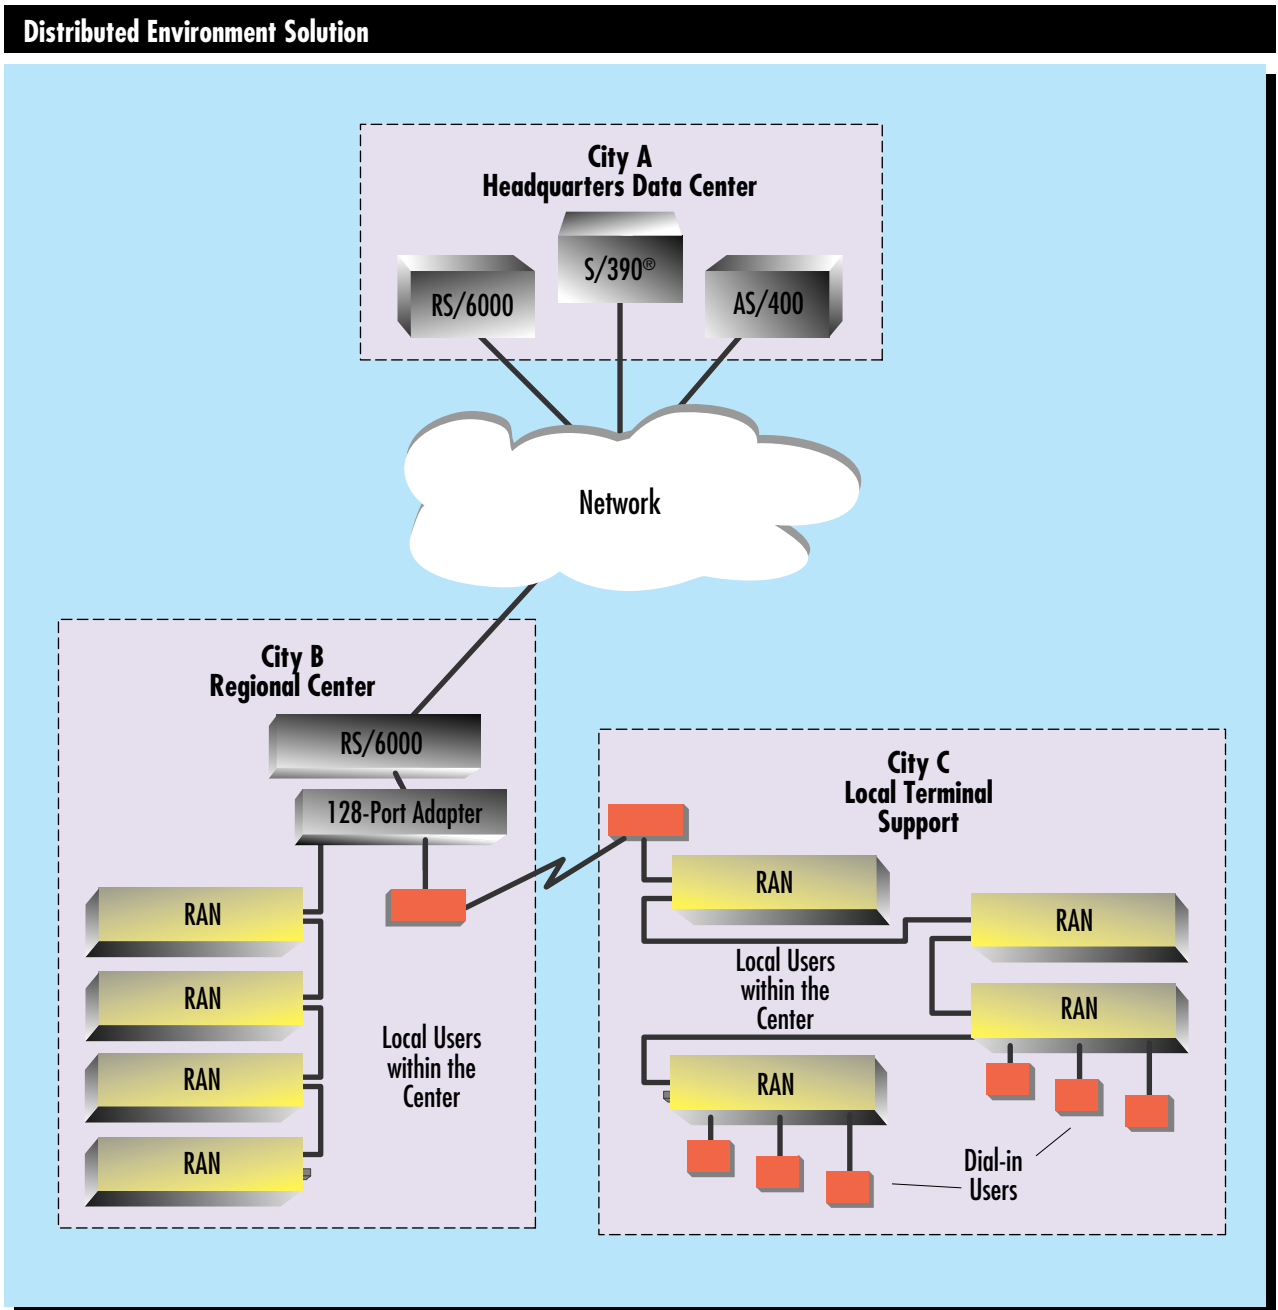 Distributed Environment Solution
City A
Headquarters Data Center
S/390®
RS/6000
AS/400
Network
City B
Regional Center
RS/6000
128-Port Adapter
RAN
RAN
RAN
RAN
Local Users
within the
Center
City C
Local Terminal
Support
RAN
RAN
Local Users
within the
Center
RAN
RAN
Dial-in
Users